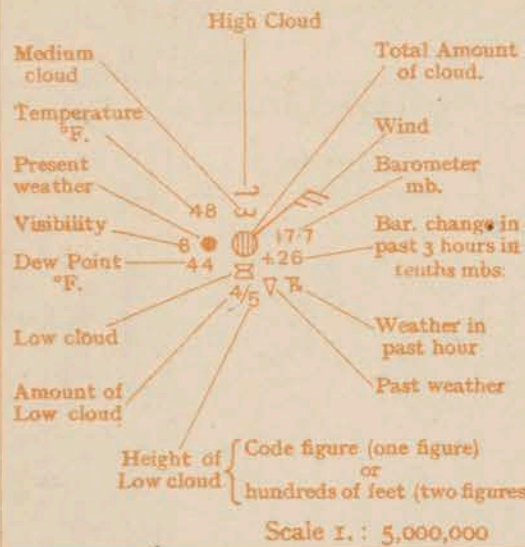 High Cloud
Medium
cloud
Total Amount
of cloud.
Temperature
°F.
Wind
Present
weather
Barometer
mb.
48
17·7
Visibility
8
Bar. change in
past 3 hours in
tenths mbs.
+26
Dew Point
°F.
44
4/5
Low cloud
Weather in
past hour
Amount of
Low cloud
Past weather
Height of
Low cloud
Code figure (one figure)
or
hundreds of feet (two figures
Scale 1. : 5,000,000